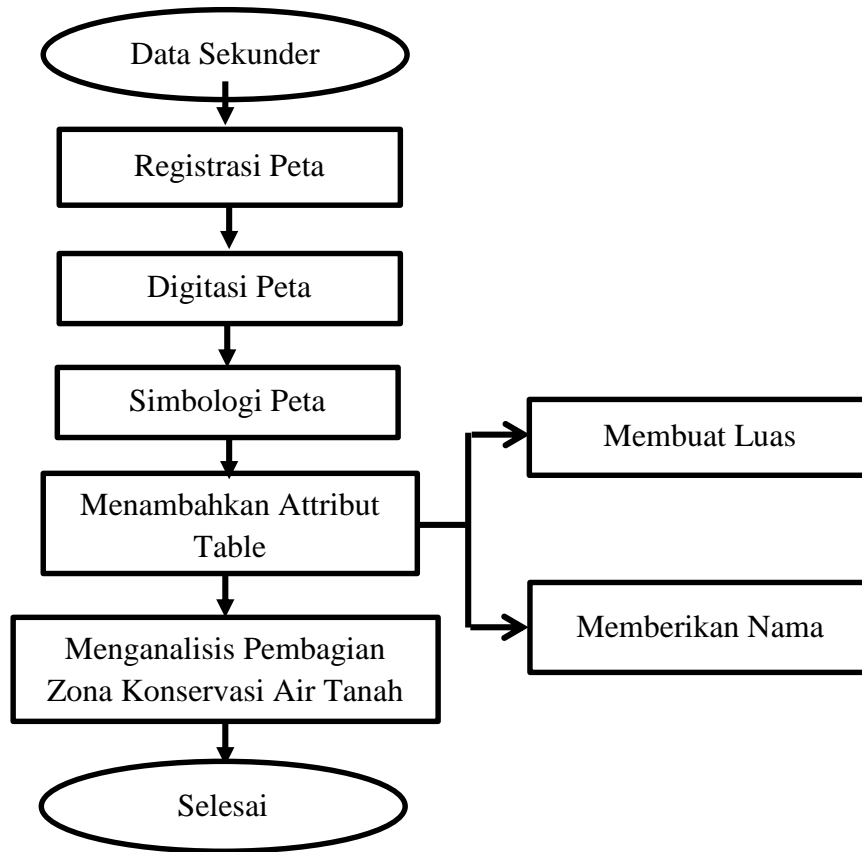 Data Sekunder
Registrasi Peta
Digitasi Peta
Simbologi Peta
Menambahkan Attribut
Table
Membuat Luas
Memberikan Nama
Menganalisis Pembagian
Zona Konservasi Air Tanah
Selesai